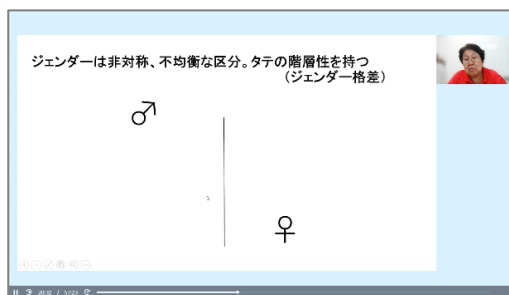 ジェンダーは非対称、不均衡な区分。タテの階層性を持つ
（ジェンダー格差）
♂
♀